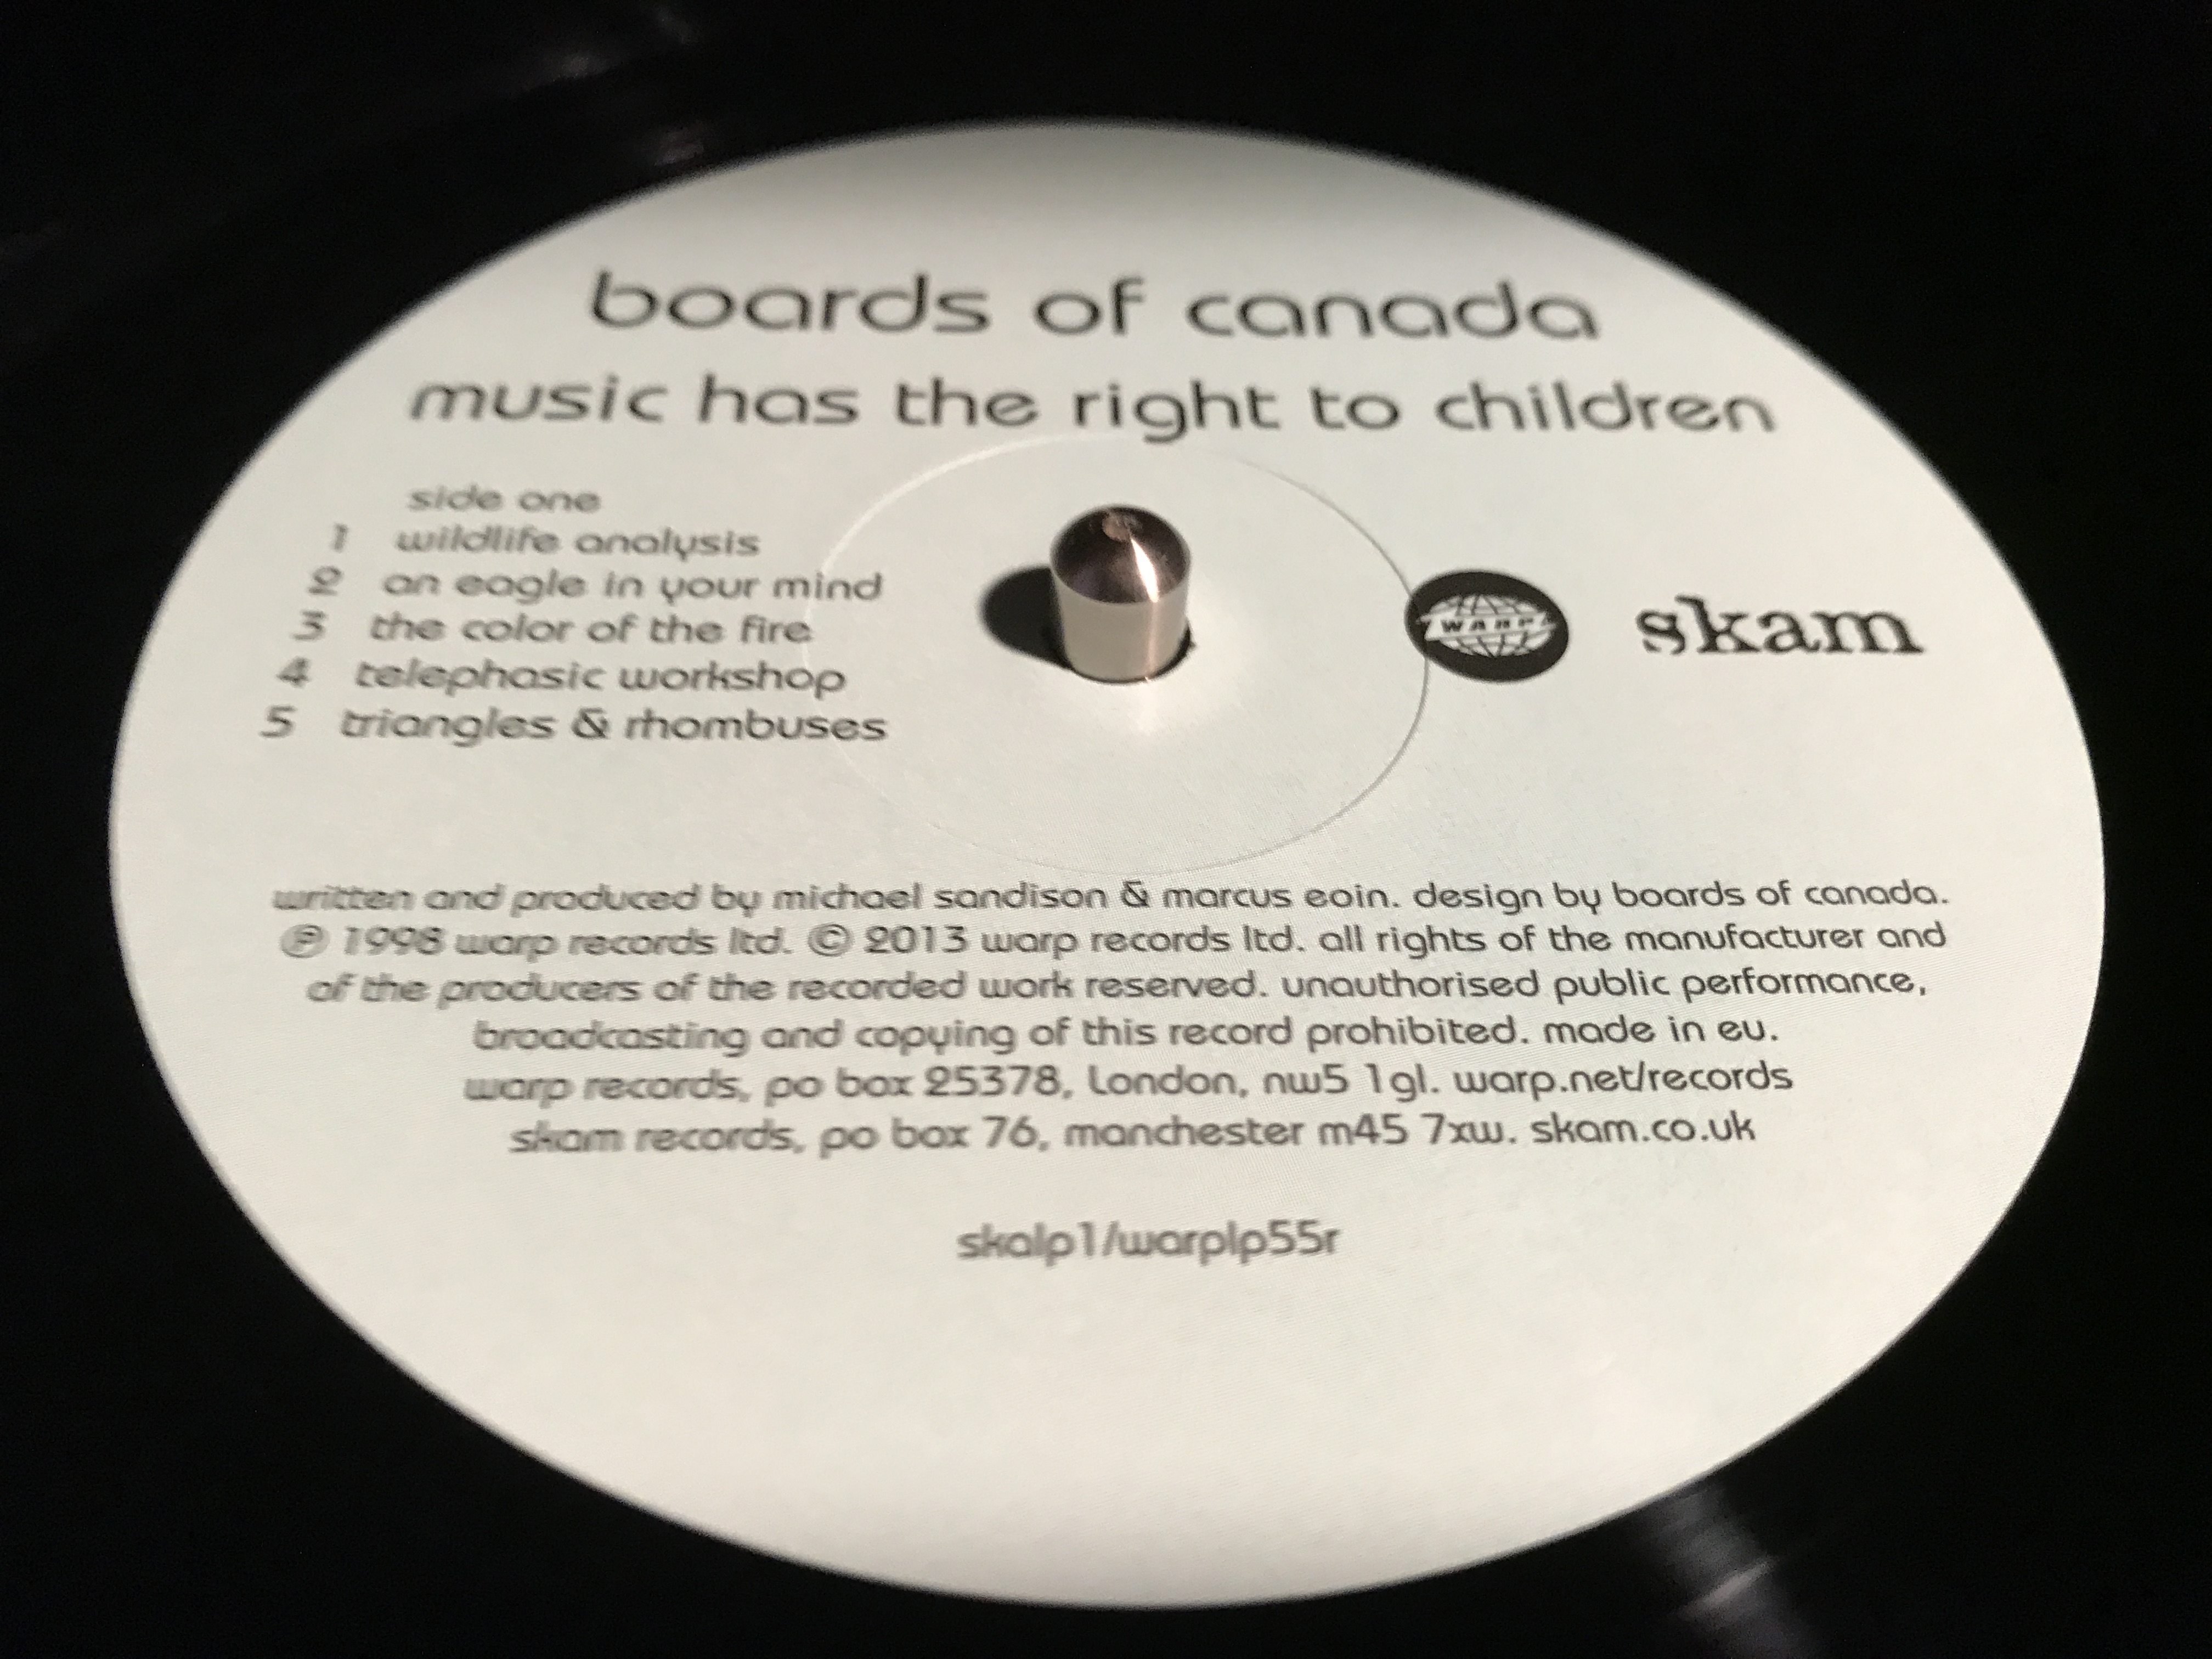 boards of canada
music has the right to children
side one
1 wildlife analysis
2 an eagle in your mind
3 the color of the fire
4 telephasic workshop
5 triangles & rhombuses
WARP
skam
written and produced by michael sandison & marcus eoin. design by boards of canada.
℗ 1998 warp records ltd. © 2013 warp records ltd. all rights of the manufacturer and
of the producers of the recorded work reserved. unauthorised public performance,
broadcasting and copying of this record prohibited. made in eu.
warp records, po box 25378, london, nw5 1gl. warp.net/records
skam records, po box 76, manchester m45 7xw. skam.co.uk
skalp1/warplp55r